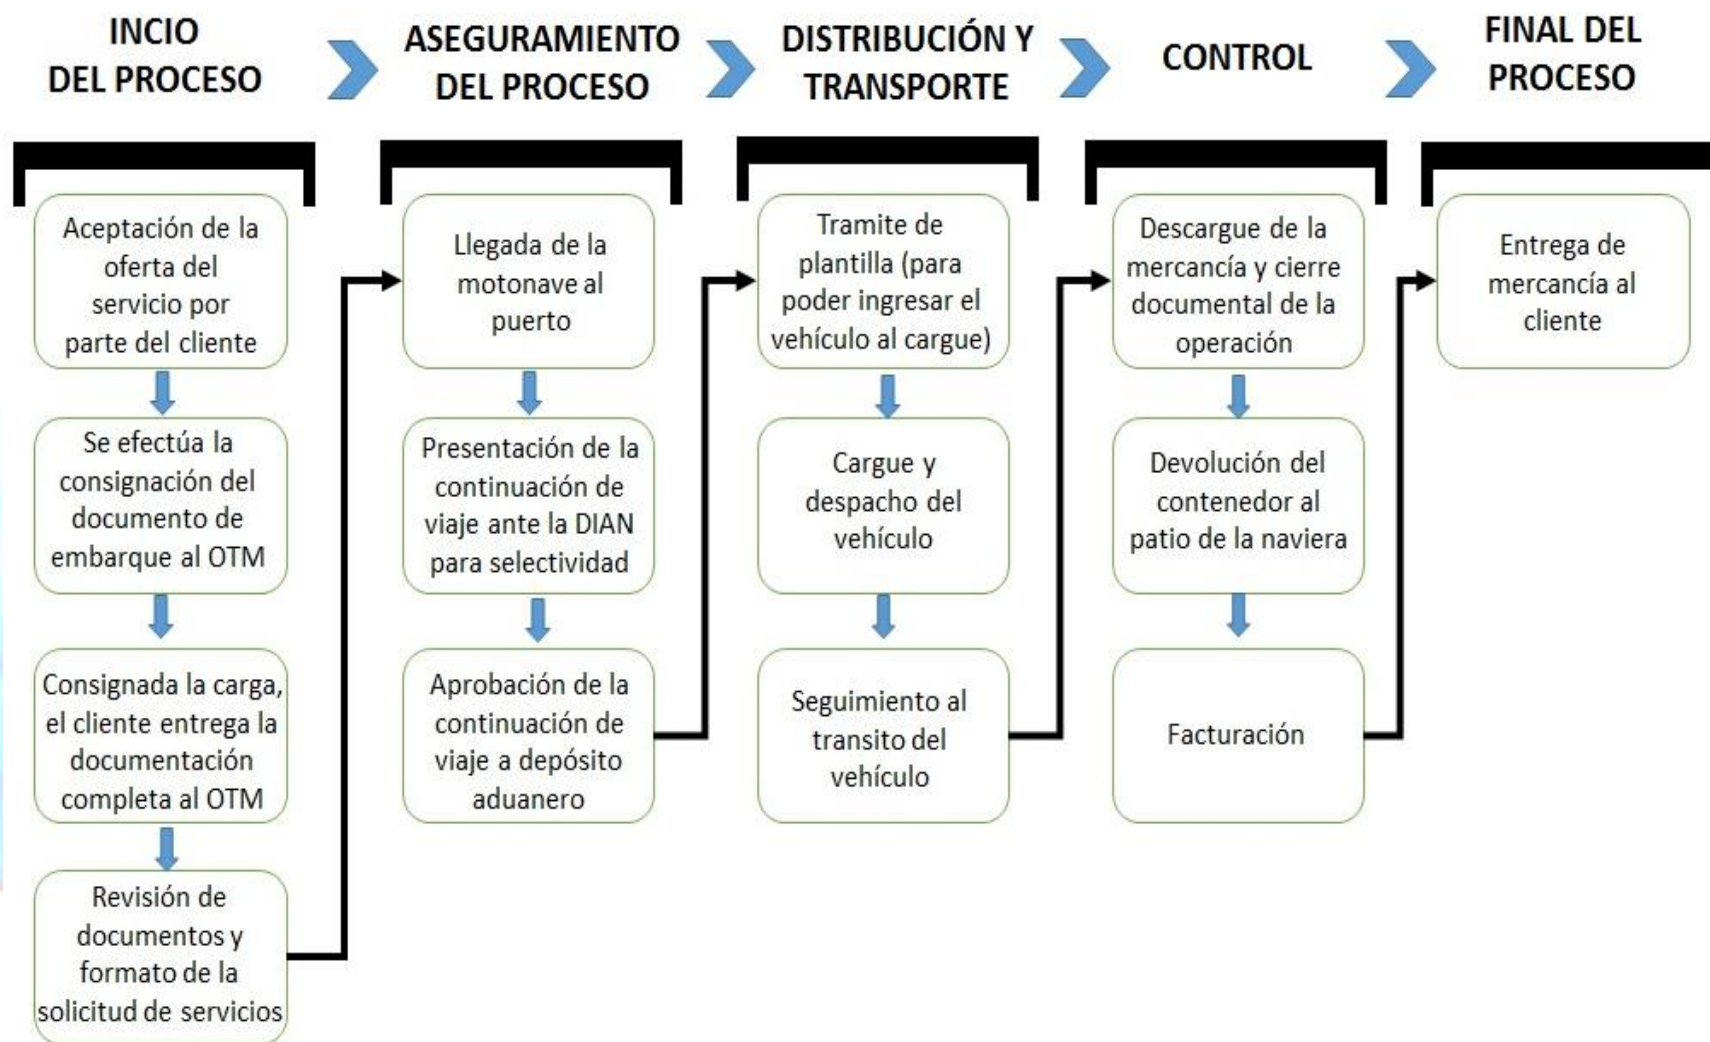 INCIO
DEL PROCESO
ASEGURAMIENTO
DEL PROCESO
DISTRIBUCIÓN Y
TRANSPORTE
CONTROL
FINAL DEL
PROCESO
Aceptación de la
oferta del
servicio por
parte del cliente
Se efectúa la
consignación del
documento de
embarque al OTM
Consignada la carga,
el cliente entrega la
documentación
completa al OTM
Revisión de
documentos y
formato de la
solicitud de servicios
Llegada de la
motonave al
puerto
Presentación de la
continuación de
viaje ante la DIAN
para selectividad
Aprobación de la
continuación de
viaje a depósito
aduanero
Tramite de
plantilla (para
poder ingresar el
vehículo al cargue)
Cargue y
despacho del
vehículo
Seguimiento al
transito del
vehículo
Descargue de la
mercancía y cierre
documental de la
operación
Devolución del
contenedor al
patio de la naviera
Facturación
Entrega de
mercancía al
cliente